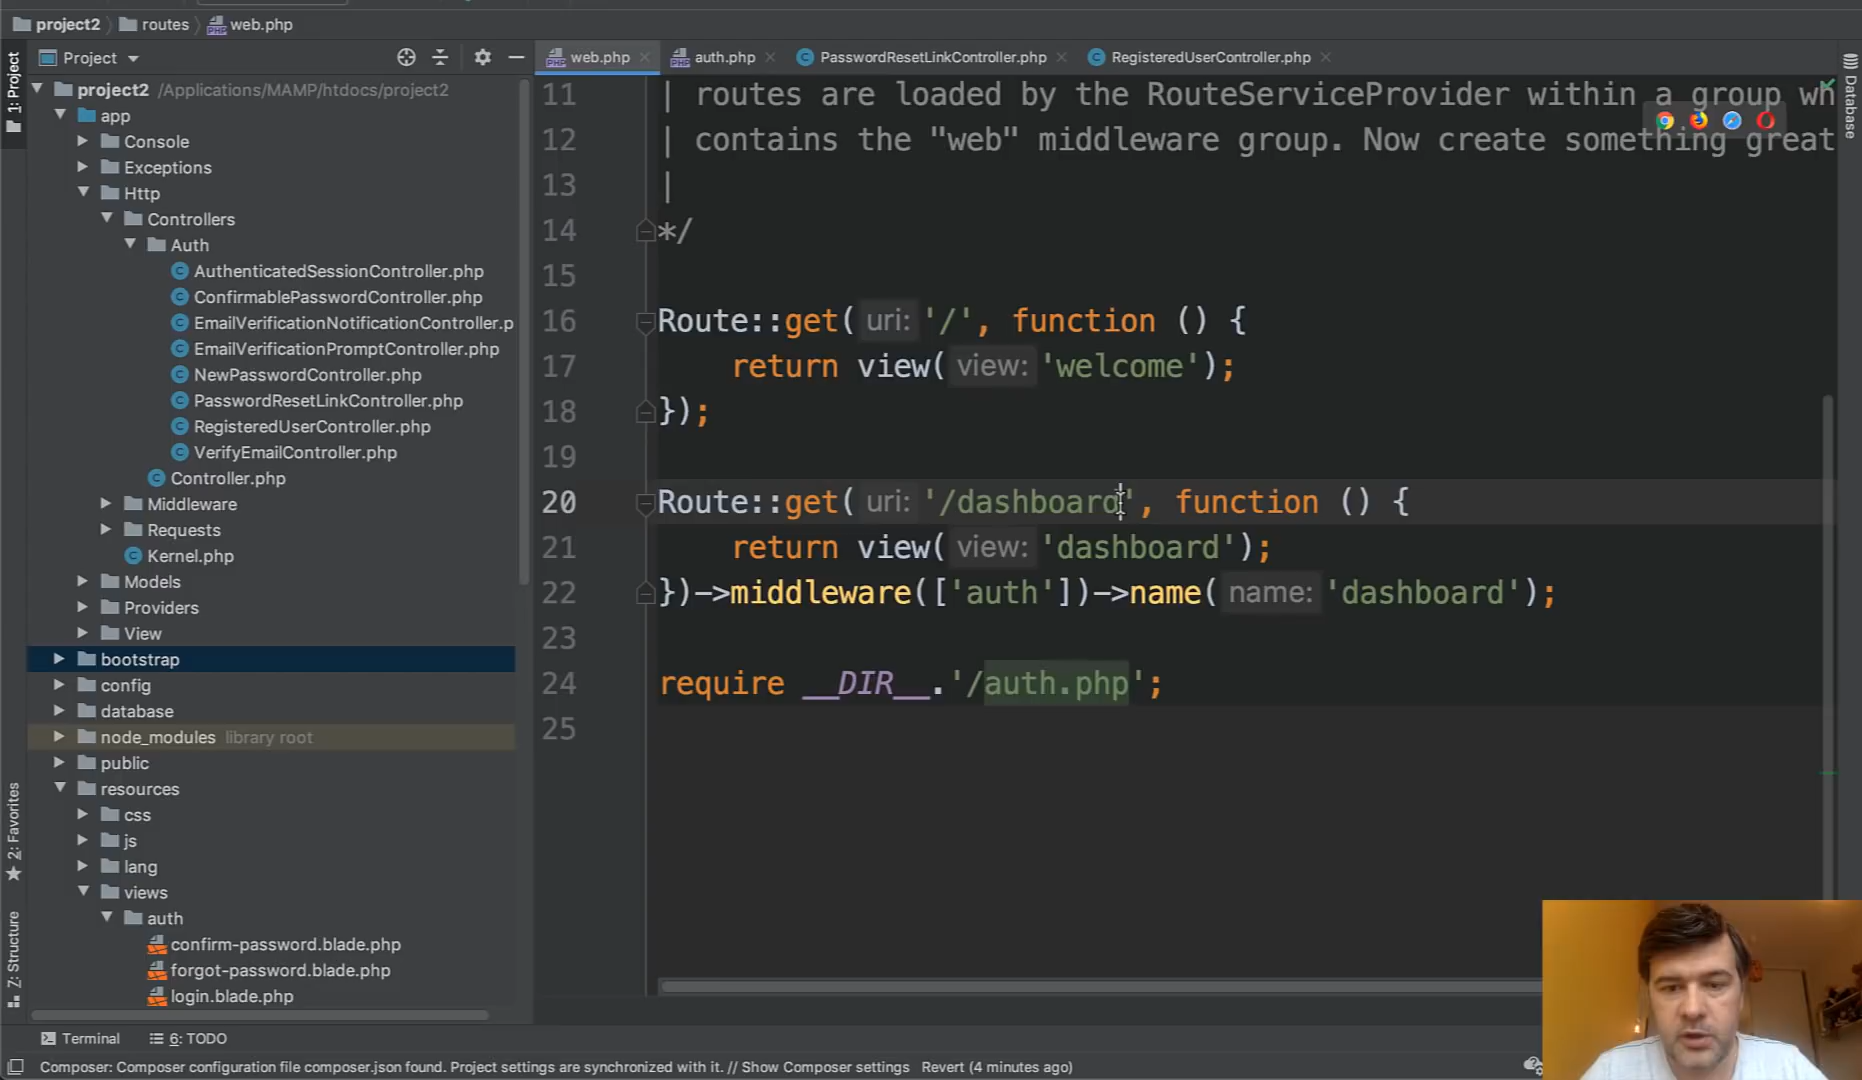 project2 routes web.php
1: Project
Project
web.php
auth.php
PasswordResetLinkController.php
RegisteredUserController.php
Database
project2 /Applications/MAMP/htdocs/project2
app
Console
Exceptions
Http
Controllers
Auth
AuthenticatedSessionController.php
ConfirmablePasswordController.php
EmailVerificationNotificationController.p
EmailVerificationPromptController.php
NewPasswordController.php
PasswordResetLinkController.php
RegisteredUserController.php
VerifyEmailController.php
Controller.php
Middleware
Requests
Kernel.php
Models
Providers
View
bootstrap
config
database
node_modules library root
public
resources
css
js
lang
views
auth
confirm-password.blade.php
forgot-password.blade.php
login.blade.php
2: Favorites
Z: Structure
11 | routes are loaded by the RouteServiceProvider within a group wh
12 | contains the "web" middleware group. Now create something great
13 |
14 */
15
16 Route::get( uri: '/', function () {
17 return view( view: 'welcome');
18 });
19
20 Route::get( uri: '/dashboard', function () {
21 return view( view: 'dashboard');
22 })->middleware(['auth'])->name( name: 'dashboard');
23
24 require __DIR__.'/auth.php';
25
Terminal
6: TODO
Composer: Composer configuration file composer.json found. Project settings are synchronized with it. // Show Composer settings Revert (4 minutes ago)